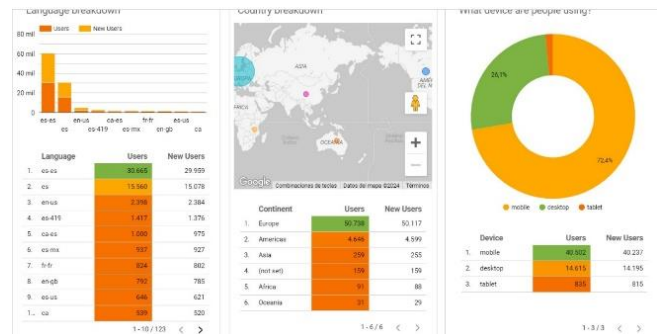 Language breakdown
Users
New Users
80 mil
60 mil
40 mil
20 mil
0
es-es
en-us
ca-es
fr-fr
es-us
es
es-419
es-mx
en-gb
ca
Language Users New Users
1. es-es 30.665 29.959
2. es 15.560 15.078
3. en-us 2.398 2.384
4. es-419 1.417 1.376
5. ca-es 1.000 975
6. es-mx 937 927
7. fr-fr 824 802
8. en-gb 792 785
9. es-us 646 621
1... ca 539 520
1-10 / 123
Country breakdown
ASIA
OCEANÍA
Google
Combinaciones de teclas
Datos del mapa ©2024
Términos
Continent Users New Users
1. Europe 50.738 50.117
2. Americas 4.646 4.599
3. Asia 259 255
4. (not set) 159 159
5. Africa 91 88
6. Oceania 31 29
1-6 / 6
What device are people using?
26,1%
72,4%
mobile
desktop
tablet
Device Users New Users
1. mobile 40.502 40.237
2. desktop 14.615 14.195
3. tablet 835 815
1-3 / 3